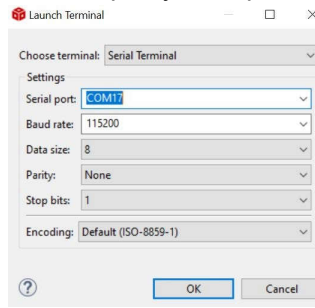 Launch Terminal
Choose terminal: Serial Terminal
Settings
Serial port: COM17
Baud rate: 115200
Data size: 8
Parity: None
Stop bits: 1
Encoding: Default (ISO-8859-1)
? OK Cancel